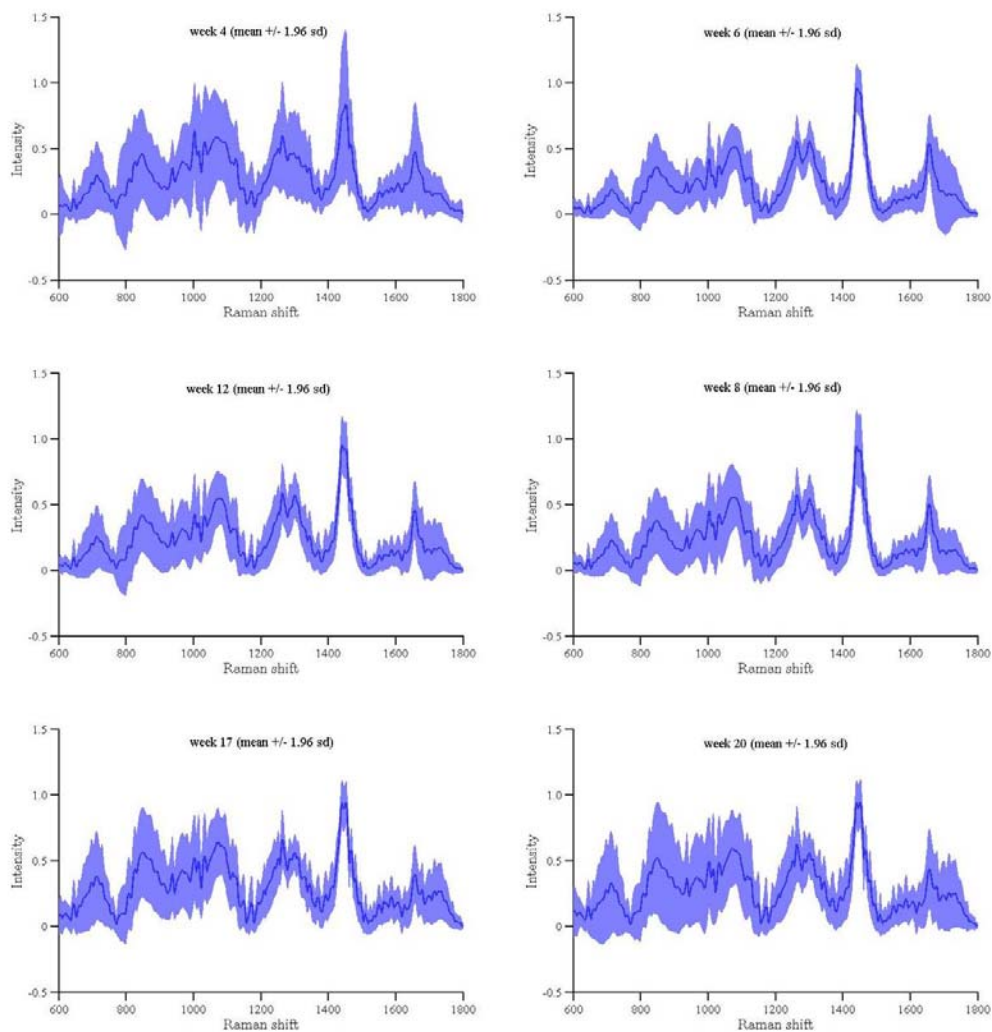 week 4 (mean +/- 1.96 sd)
1.5
1.0
0.5
0
-0.5
Intensity
600 800 1000 1200 1400 1600 1800
Raman shift
week 6 (mean +/- 1.96 sd)
1.5
1.0
0.5
0
-0.5
Intensity
600 800 1000 1200 1400 1600 1800
Raman shift
week 12 (mean +/- 1.96 sd)
1.5
1.0
0.5
0
-0.5
Intensity
600 800 1000 1200 1400 1600 1800
Raman shift
week 8 (mean +/- 1.96 sd)
1.5
1.0
0.5
0
-0.5
Intensity
600 800 1000 1200 1400 1600 1800
Raman shift
week 17 (mean +/- 1.96 sd)
1.5
1.0
0.5
0
-0.5
Intensity
600 800 1000 1200 1400 1600 1800
Raman shift
week 20 (mean +/- 1.96 sd)
1.5
1.0
0.5
0
-0.5
Intensity
600 800 1000 1200 1400 1600 1800
Raman shift